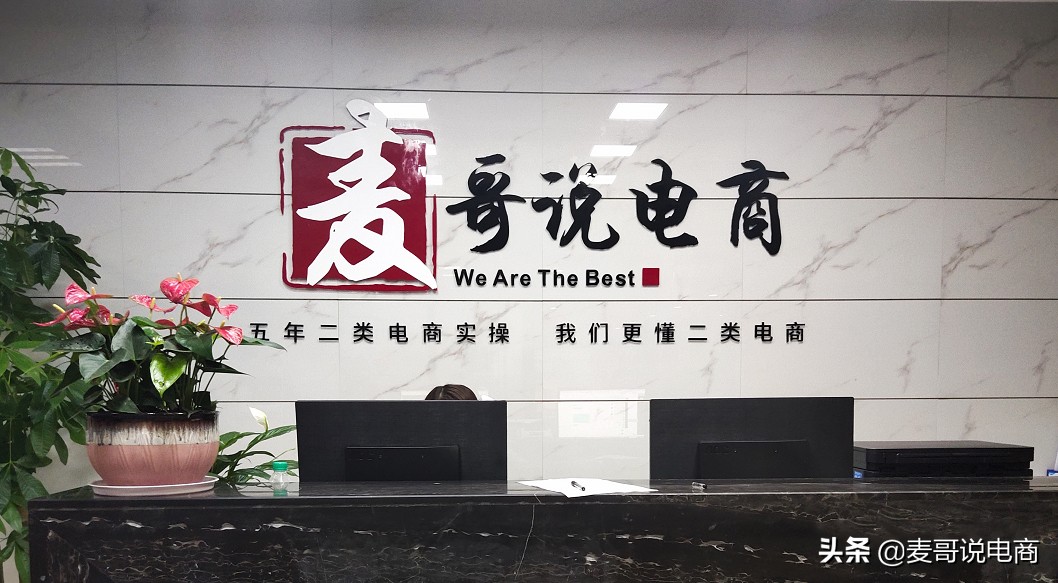 麦哥说电商
We Are The Best
五年二类电商实操 我们更懂二类电商
头条 @麦哥说电商